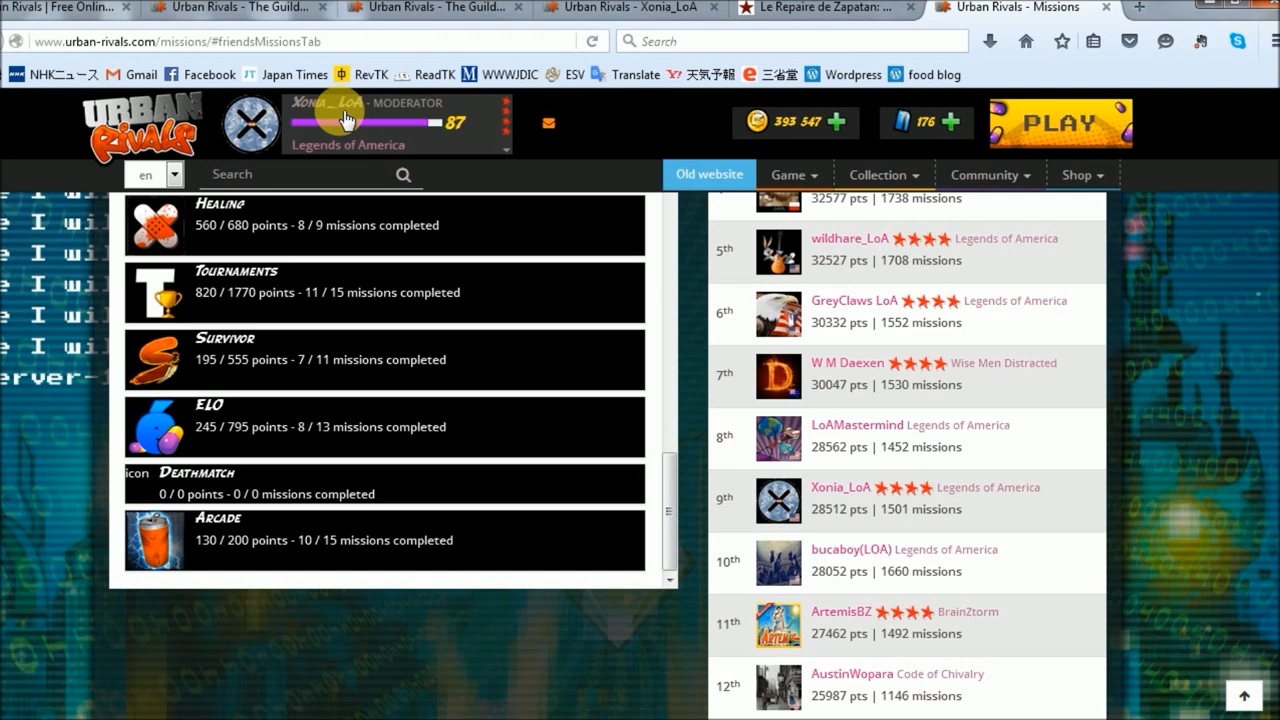 als | Free Onlin...
Urban Rivals - The Guild...
Urban Rivals - The Guild...
Urban Rivals - Xonia_LoA
Le Repaire de Zapatan: ...
Urban Rivals - Missions
www.urban-rivals.com/missions/#friendsMissionsTab
Search
NHKニュース
Gmail
Facebook
JT Japan Times
RevTK
ReadTK
M WWWJDIC
ESV
Translate
Y! 天気予報
三省堂
Wordpress
food blog
URBAN RIVALS
Xonia_LoA - MODERATOR
87
Legends of America
393 547
176
PLAY
en
Search
Old website
Game
Collection
Community
Shop
Healing
560 / 680 points - 8 / 9 missions completed
Tournaments
820 / 1770 points - 11 / 15 missions completed
Survivor
195 / 555 points - 7 / 11 missions completed
ELO
245 / 795 points - 8 / 13 missions completed
icon Deathmatch
0 / 0 points - 0 / 0 missions completed
Arcade
130 / 200 points - 10 / 15 missions completed
32577 pts | 1738 missions
5th
wildhare_LoA Legends of America
32527 pts | 1708 missions
6th
GreyClaws LoA Legends of America
30332 pts | 1552 missions
7th
W M Daexen Wise Men Distracted
30047 pts | 1530 missions
8th
LoAMastermind Legends of America
28562 pts | 1452 missions
9th
Xonia_LoA Legends of America
28512 pts | 1501 missions
10th
bucaboy(LOA) Legends of America
28052 pts | 1660 missions
11th
ArtemisBZ BrainZtorm
27462 pts | 1492 missions
12th
AustinWopara Code of Chivalry
25987 pts | 1146 missions